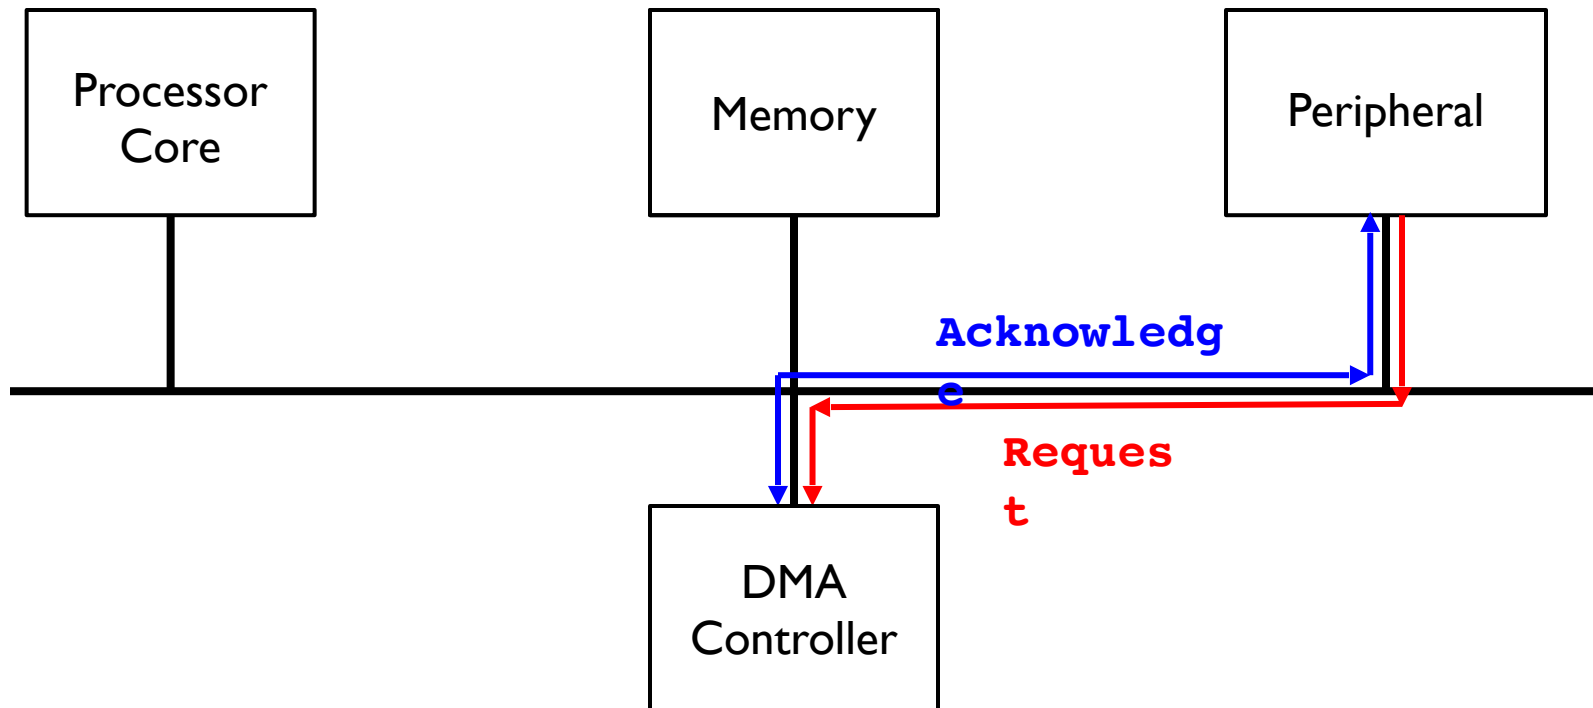 Processor
Core
Memory
Peripheral
Acknowledg
e
Reques
t
DMA
Controller